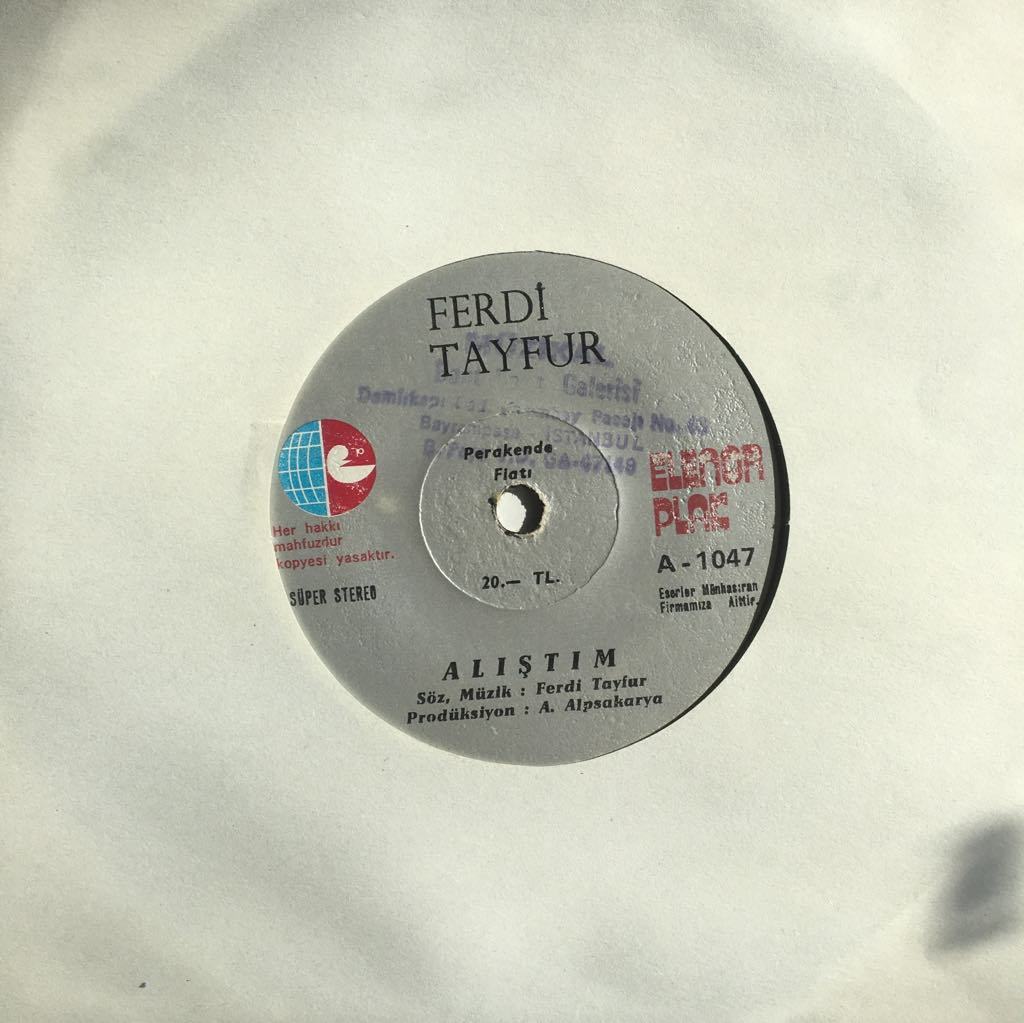 FERDİ
TAYFUR
Galerisi
Demirkapı Pasajı No. 43
İSTANBUL
Perakende
Fiatı
20.— TL.
ELENOR
PLAK
A-1047
Eserler Münhasıran
Firmamıza Aittir.
Her hakkı
mahfuzdur
kopyesi yasaktır.
SÜPER STEREO
ALIŞTIM
Söz, Müzik : Ferdi Tayfur
Prodüksiyon : A. Alpsakarya